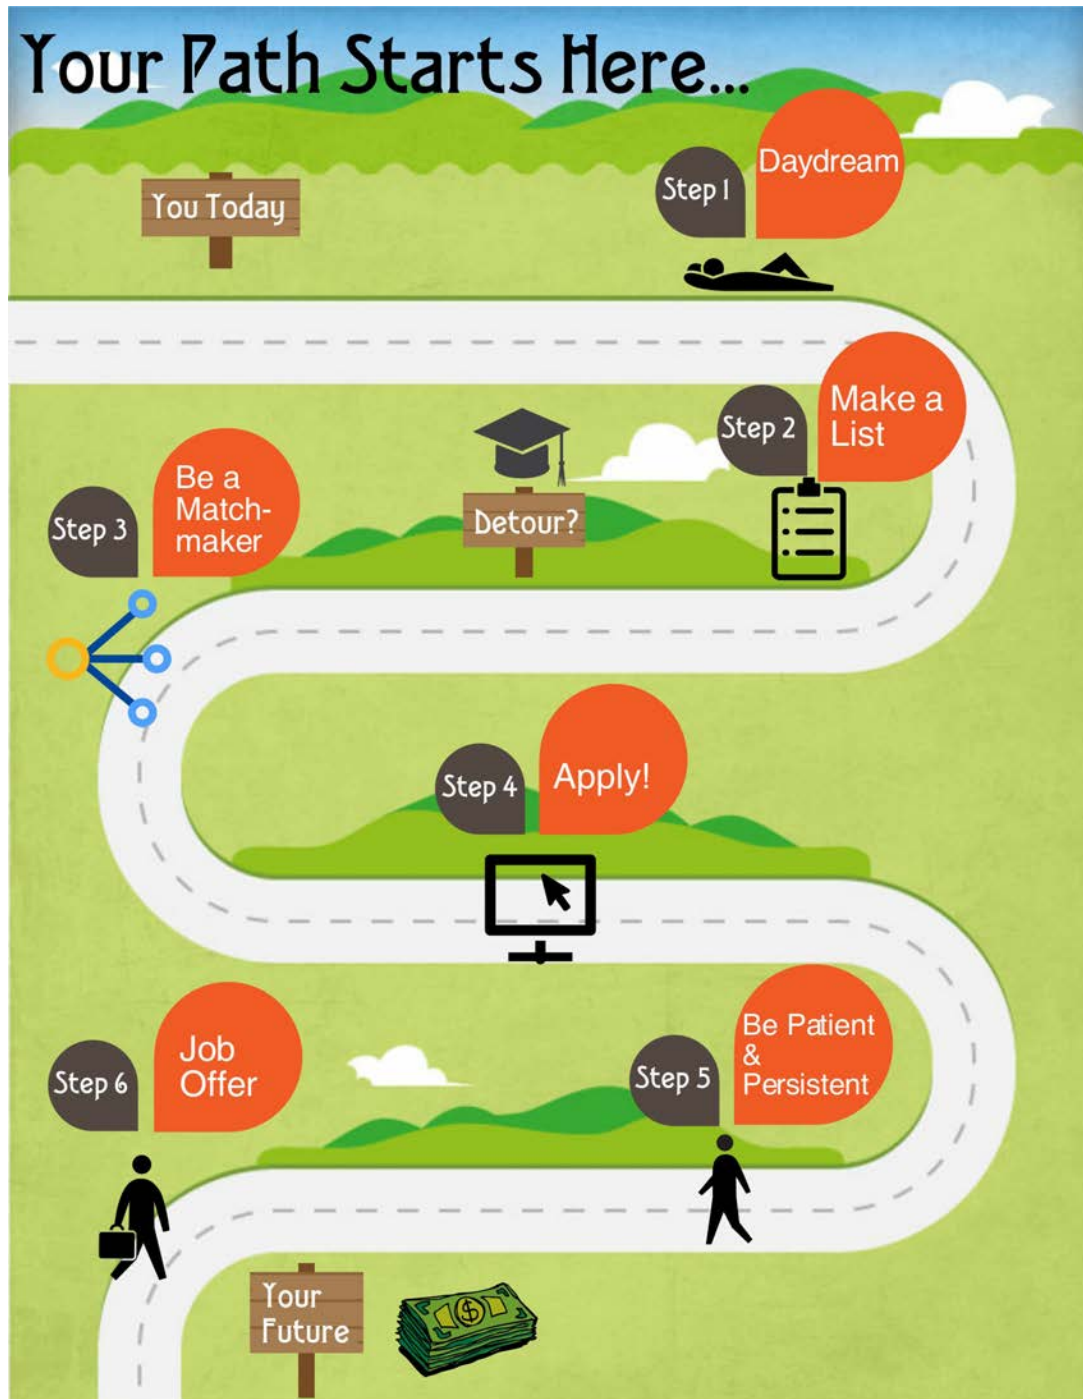 Your Path Starts Here...
You Today
Step 1
Daydream
Step 2
Make a
List
Detour?
Step 3
Be a
Match-
maker
Step 4
Apply!
Step 5
Be Patient
&
Persistent
Step 6
Job
Offer
Your
Future
$